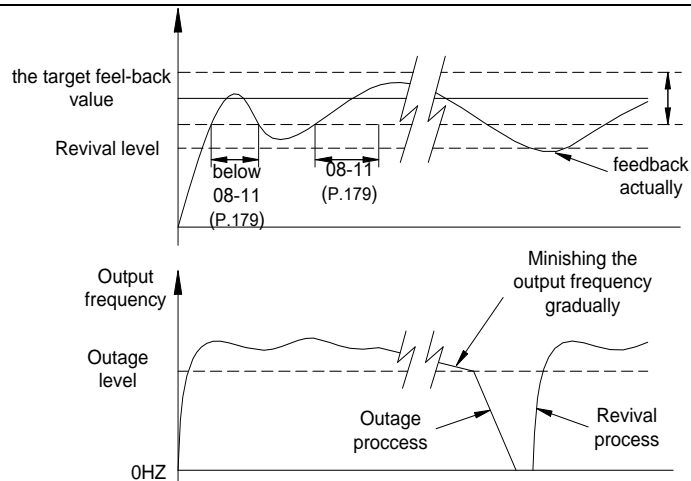 the target feel-back
value
Revival level
below
08-11
(P.179)
08-11
(P.179)
feedback
actually
Output
frequency
Minishing the
output frequency
gradually
Outage
level
Outage
proccess
Revival
process
0HZ